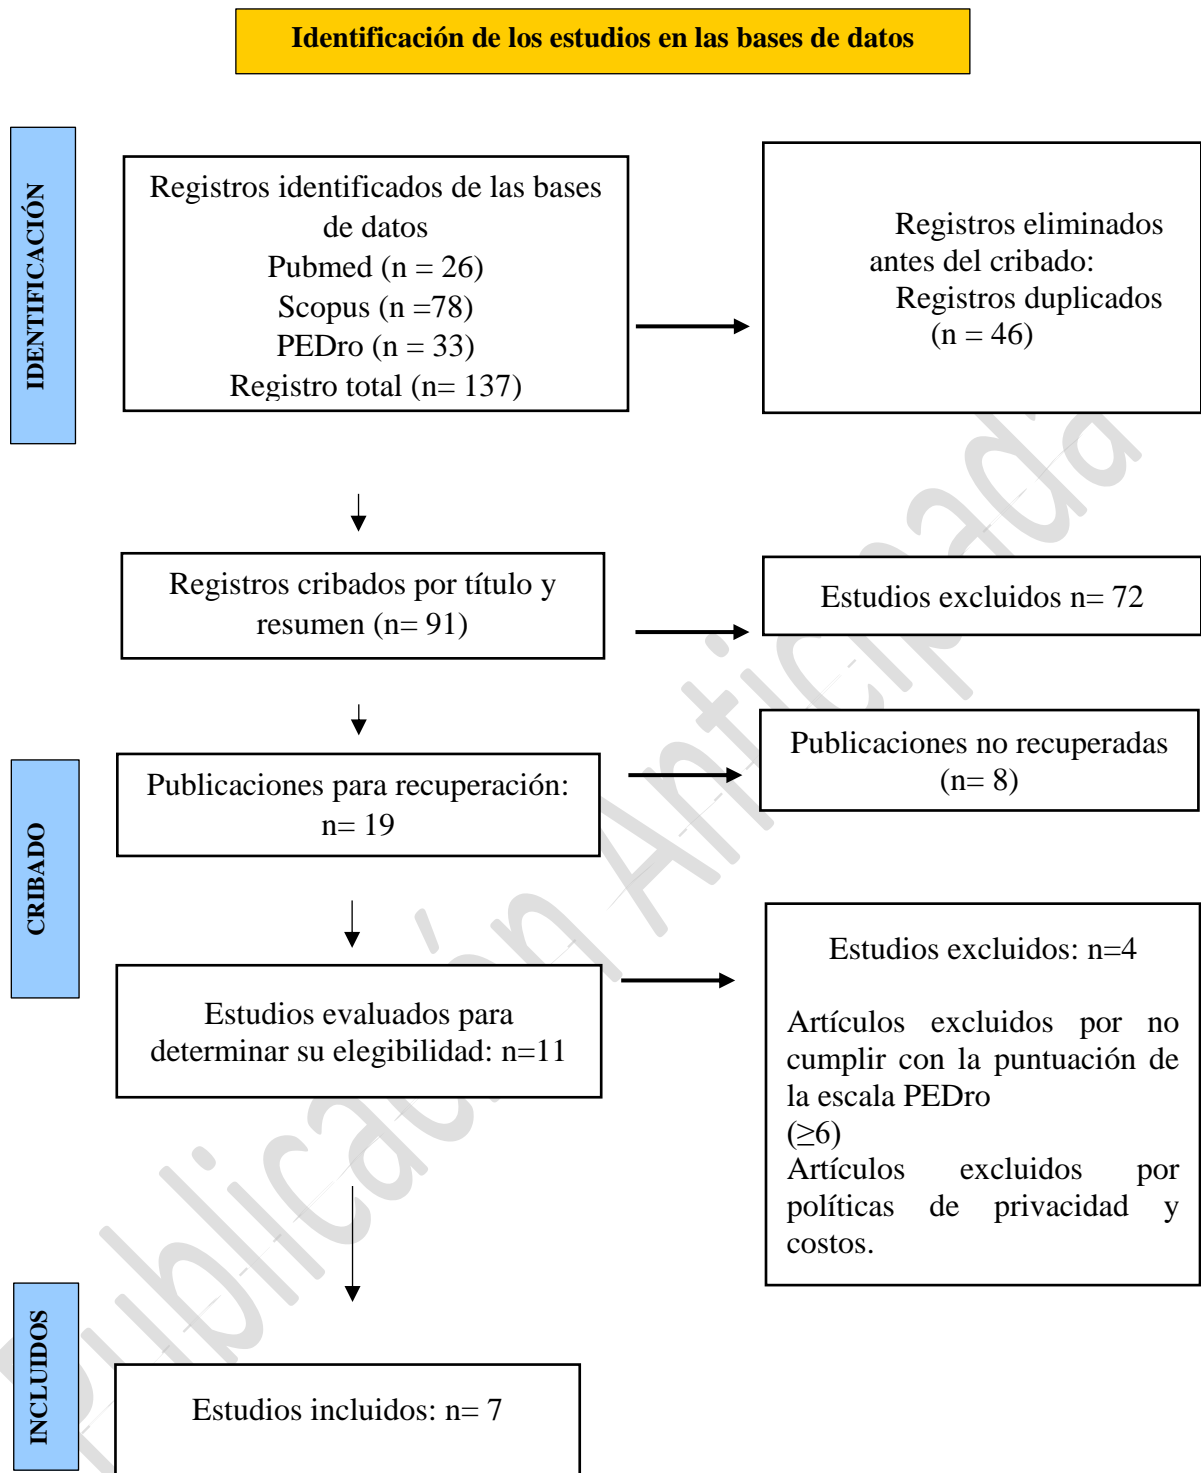 Identificación de los estudios en las bases de datos
IDENTIFICACIÓN
Registros identificados de las bases
de datos
Pubmed (n = 26)
Scopus (n =78)
PEDro (n = 33)
Registro total (n= 137)
Registros eliminados
antes del cribado:
Registros duplicados
(n = 46)
Registros cribados por título y
resumen (n= 91)
Estudios excluidos n= 72
CRIBADO
Publicaciones para recuperación:
n= 19
Publicaciones no recuperadas
(n= 8)
Estudios evaluados para
determinar su elegibilidad: n=11
Estudios excluidos: n=4
Artículos excluidos por no
cumplir con la puntuación de
la escala PEDro
(≥6)
Artículos excluidos por
políticas de privacidad y
costos.
INCLUIDOS
Estudios incluidos: n= 7
Publicación Anticipada